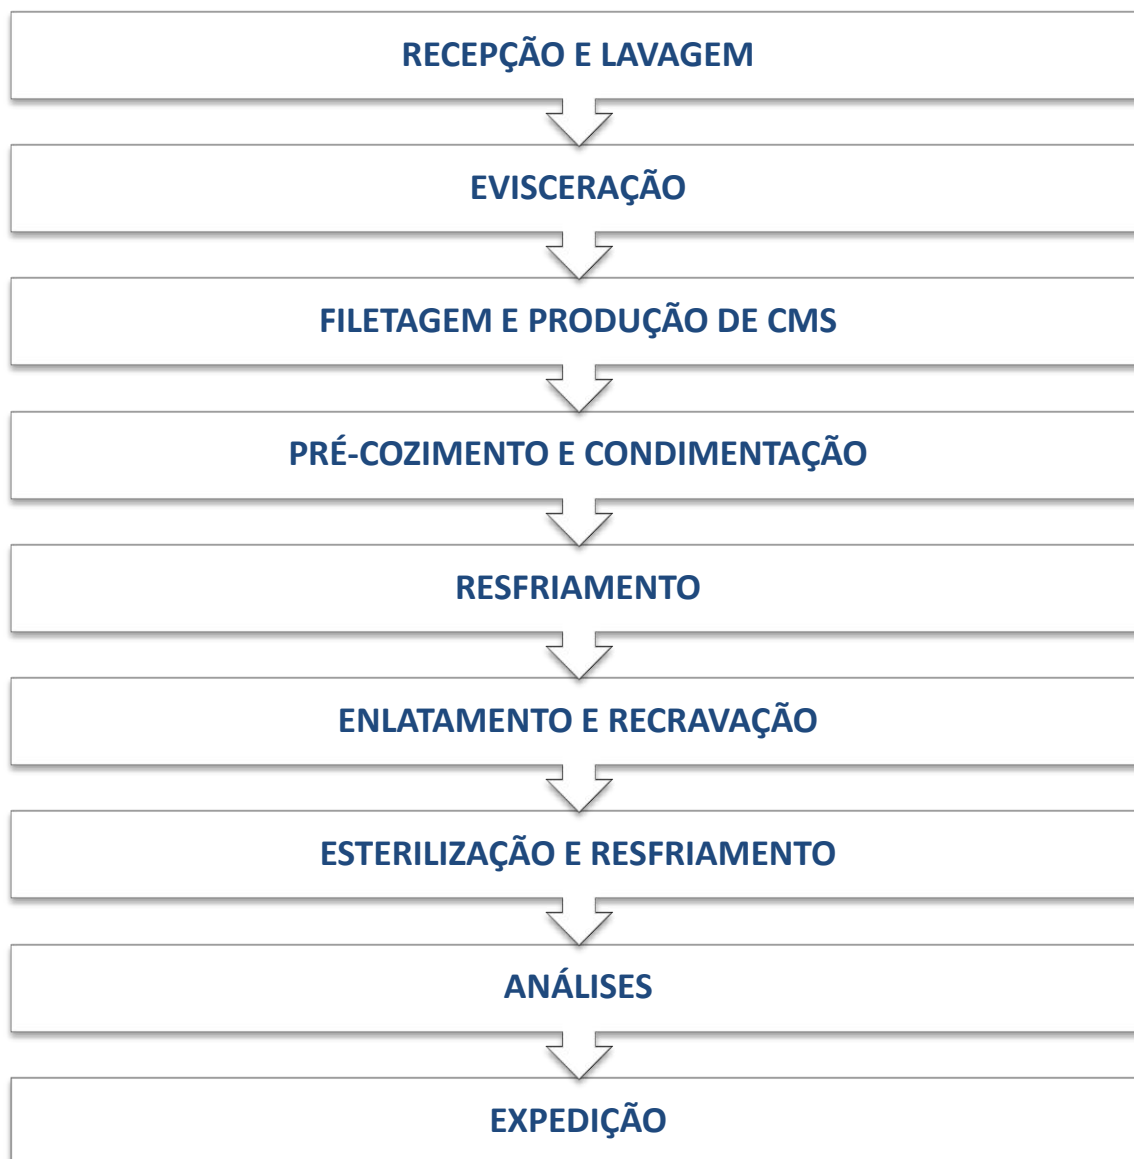 RECEPÇÃO E LAVAGEM
EVISCERAÇÃO
FILETAGEM E PRODUÇÃO DE CMS
PRÉ-COZIMENTO E CONDIMENTAÇÃO
RESFRIAMENTO
ENLATAMENTO E RECRAVAÇÃO
ESTERILIZAÇÃO E RESFRIAMENTO
ANÁLISES
EXPEDIÇÃO